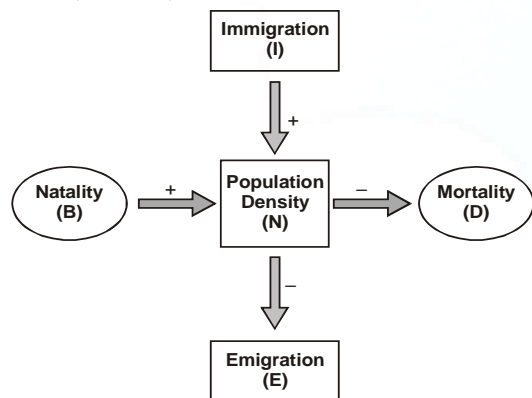 Immigration
(I)
+
Natality
(B)
+
Population
Density
(N)
–
Mortality
(D)
–
Emigration
(E)